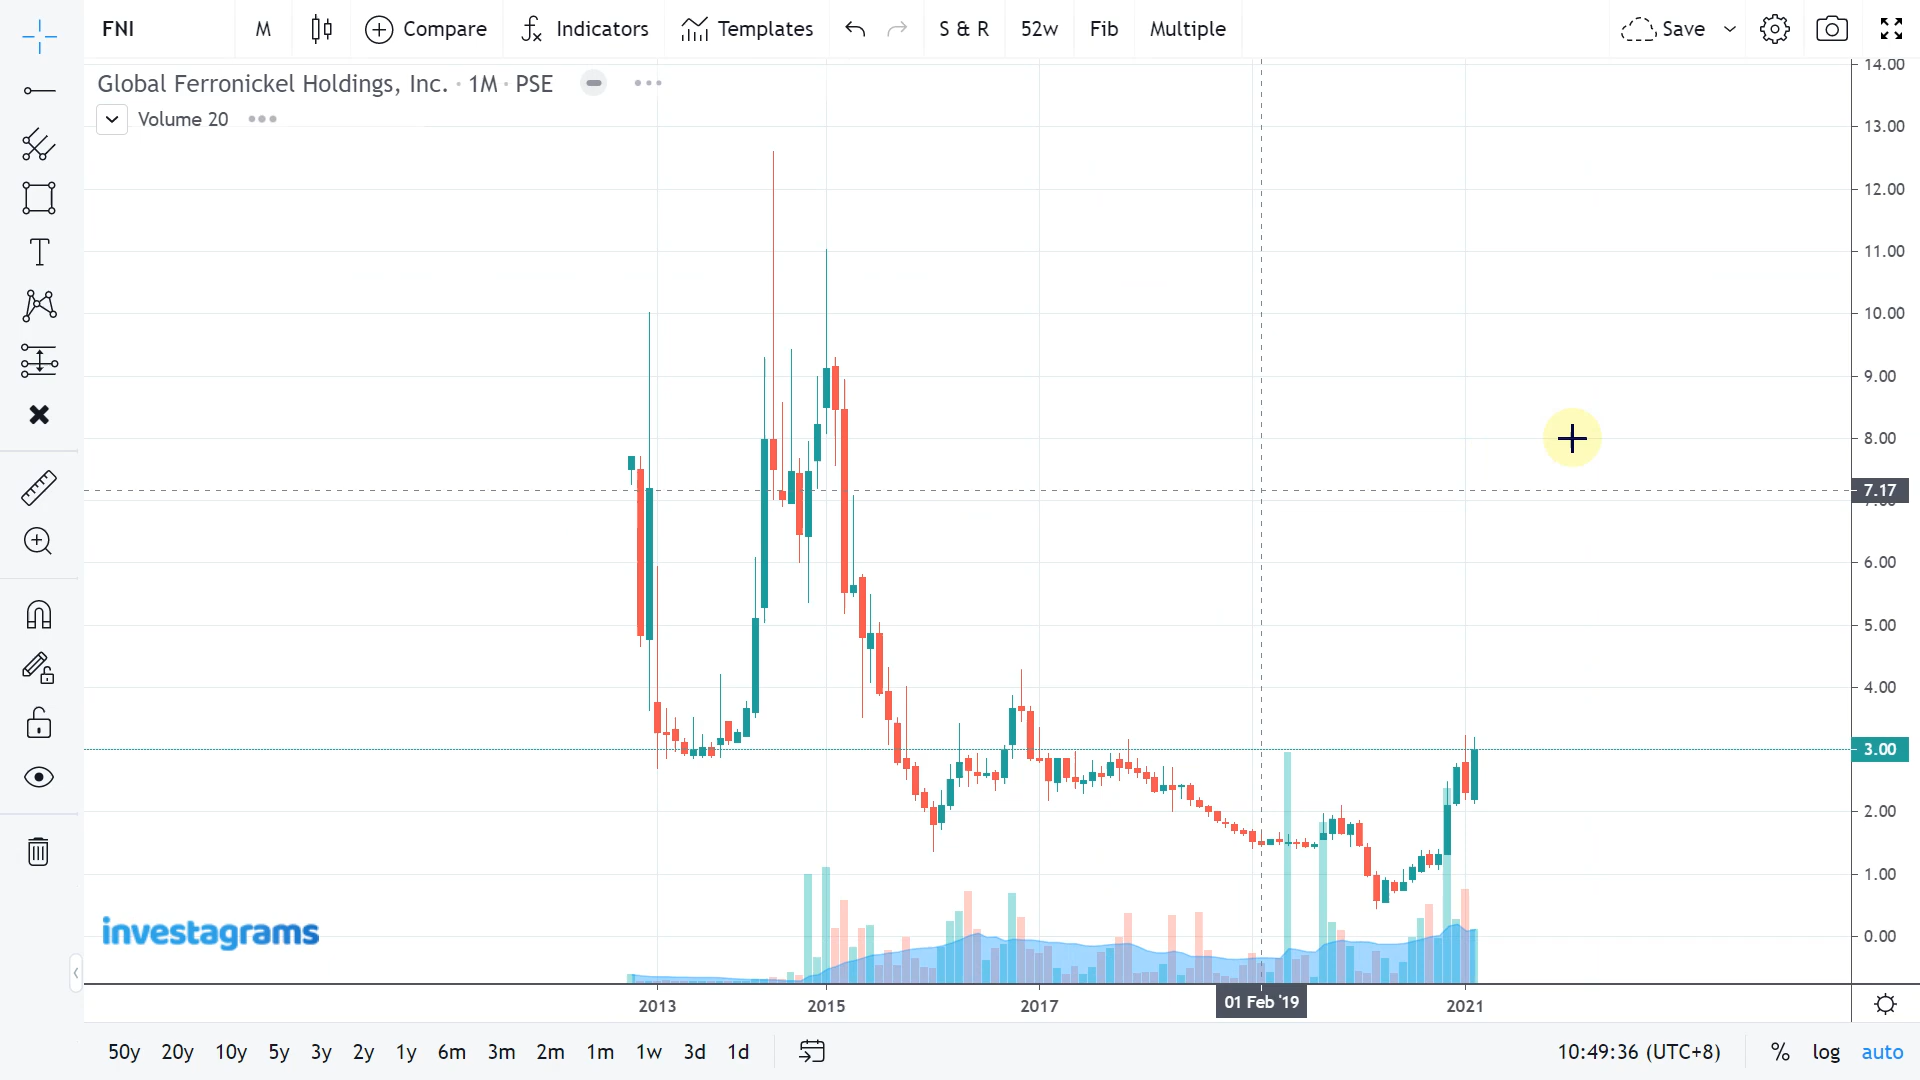 FNI M Compare Indicators Templates S & R 52w Fib Multiple Save
Global Ferronickel Holdings, Inc. · 1M · PSE
Volume 20
14.00
13.00
12.00
11.00
10.00
9.00
8.00
7.17
6.00
5.00
4.00
3.00
2.00
1.00
0.00
investagrams
2013 2015 2017 01 Feb '19 2021
50y 20y 10y 5y 3y 2y 1y 6m 3m 2m 1m 1w 3d 1d 10:49:36 (UTC+8) % log auto